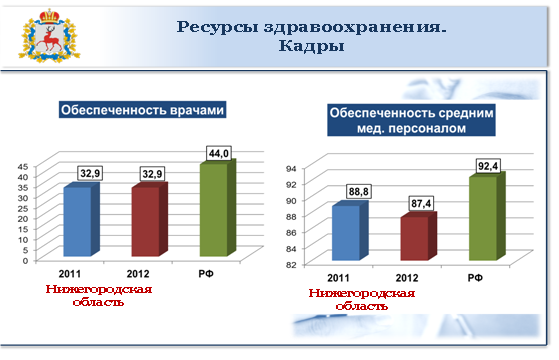 Ресурсы здравоохранения.
Кадры
Обеспеченность врачами
44,0
32,9
32,9
45
40
35
30
25
20
15
10
5
0
2011
2012
РФ
Нижегородская
область
Обеспеченность средним
мед. персоналом
92,4
88,8
87,4
94
92
90
88
86
84
82
2011
2012
РФ
Нижегородская
область